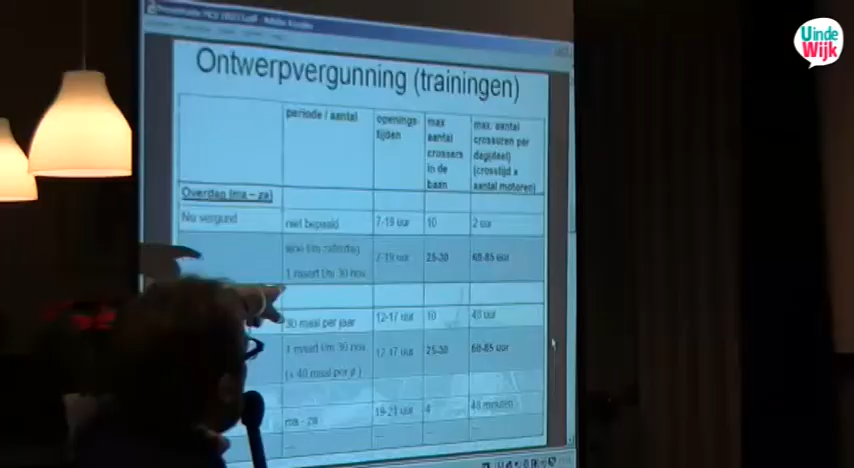 Uinde
Wijk
Ontwerpvergunning (trainingen)
periode / aantal
openings-
tijden
max
aantal
crossers
in de
baan
max. aantal
crossuren per
dag(deel)
(crosstijd x
aantal motoren)
Overdag (ma – za)
Nu vergund
niet bepaald
7-19 uur
10
2 uur
1 maart t/m 30 nov
7-19 uur
25-30
60-85 uur
30 maal per jaar
12-17 uur
10
40 uur
1 maart t/m 30 nov
12-17 uur
25-30
60-85 uur
ma - za
19-21 uur
4
40 minuten